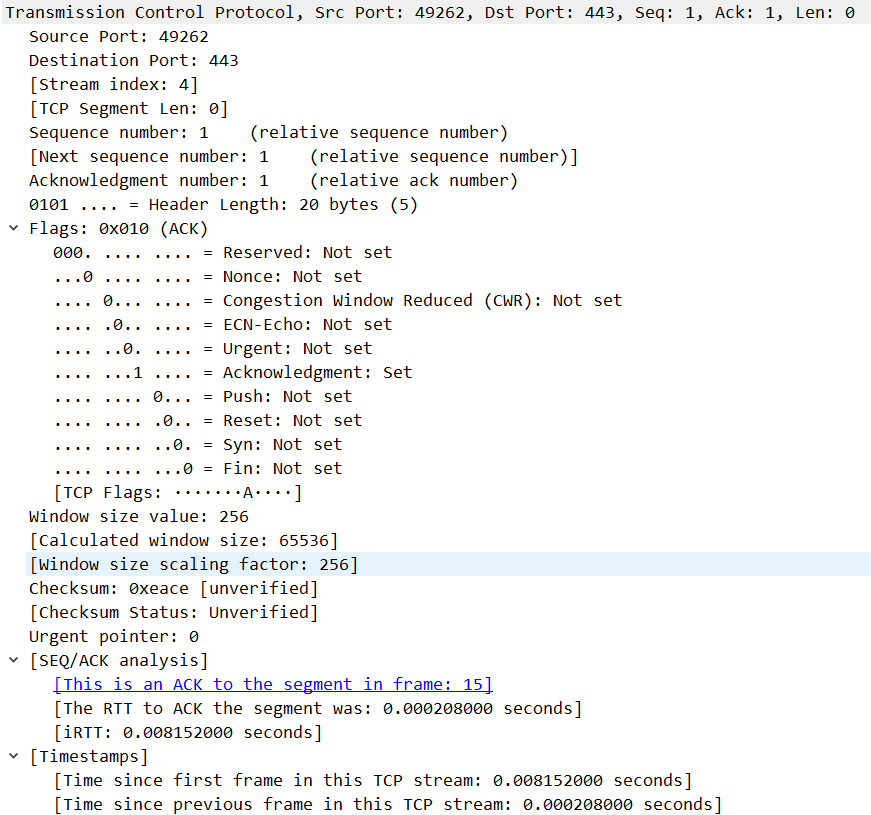 Transmission Control Protocol, Src Port: 49262, Dst Port: 443, Seq: 1, Ack: 1, Len: 0
Source Port: 49262
Destination Port: 443
[Stream index: 4]
[TCP Segment Len: 0]
Sequence number: 1    (relative sequence number)
[Next sequence number: 1    (relative sequence number)]
Acknowledgment number: 1    (relative ack number)
0101 .... = Header Length: 20 bytes (5)
Flags: 0x010 (ACK)
000. .... .... = Reserved: Not set
...0 .... .... = Nonce: Not set
.... 0... .... = Congestion Window Reduced (CWR): Not set
.... .0.. .... = ECN-Echo: Not set
.... ..0. .... = Urgent: Not set
.... ...1 .... = Acknowledgment: Set
.... .... 0... = Push: Not set
.... .... .0.. = Reset: Not set
.... .... ..0. = Syn: Not set
.... .... ...0 = Fin: Not set
[TCP Flags: ·······A····]
Window size value: 256
[Calculated window size: 65536]
[Window size scaling factor: 256]
Checksum: 0xeace [unverified]
[Checksum Status: Unverified]
Urgent pointer: 0
[SEQ/ACK analysis]
[This is an ACK to the segment in frame: 15]
[The RTT to ACK the segment was: 0.000208000 seconds]
[iRTT: 0.008152000 seconds]
[Timestamps]
[Time since first frame in this TCP stream: 0.008152000 seconds]
[Time since previous frame in this TCP stream: 0.000208000 seconds]